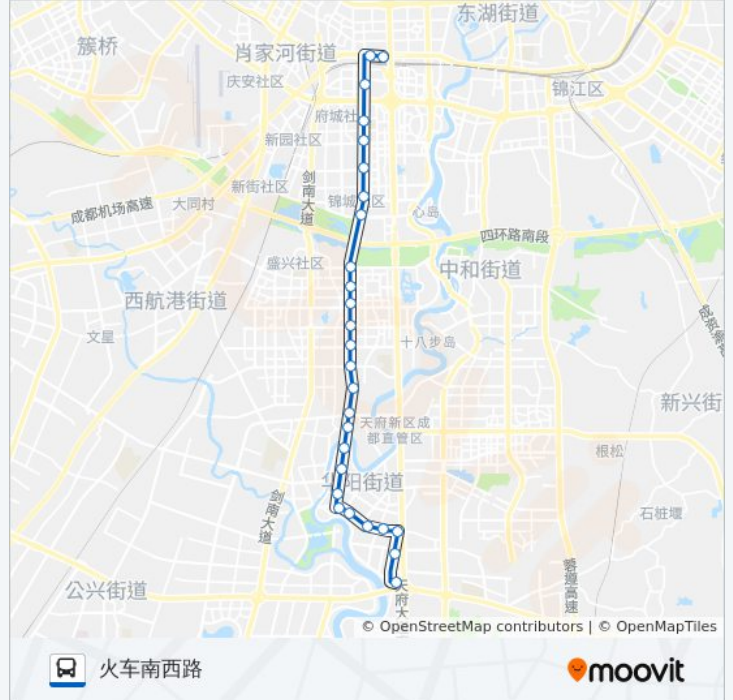 东湖街道
簇桥
肖家河街道
庆安社区
锦江区
府城社
新园社区
新街社区
剑南大道
锦城
区
大同村
成都机场高速
心岛
四环路南段
盛兴社区
中和街道
西航港街道
文星
十八步岛
成淑
新兴街
天府新区成
都直管区
根松
华阳街道
剑南大道
石桩堰
公兴街道
天府大
© OpenStreetMap contributors | © OpenMapTiles
火车南西路
moovit